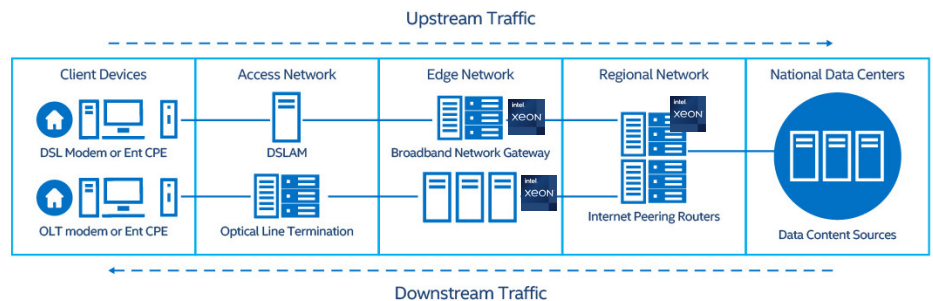 Upstream Traffic
Client Devices
Access Network
Edge Network
Regional Network
National Data Centers
intel
XEON
intel
XEON
DSL Modem or Ent CPE
DSLAM
Broadband Network Gateway
intel
XEON
OLT modem or Ent CPE
Optical Line Termination
Internet Peering Routers
Data Content Sources
Downstream Traffic